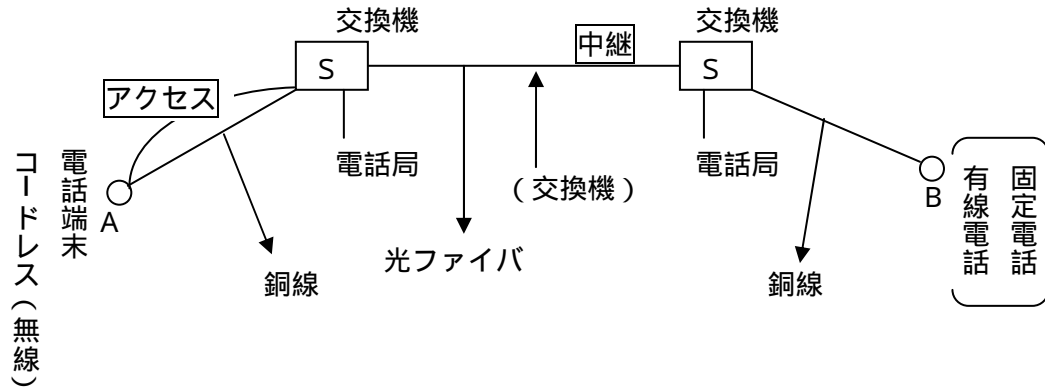 交換機
交換機
中継
S
S
アクセス
電話局
電話局
(交換機)
コードレス(無線)
電話端末
A
B
有線電話
固定電話
光ファイバ
銅線
銅線